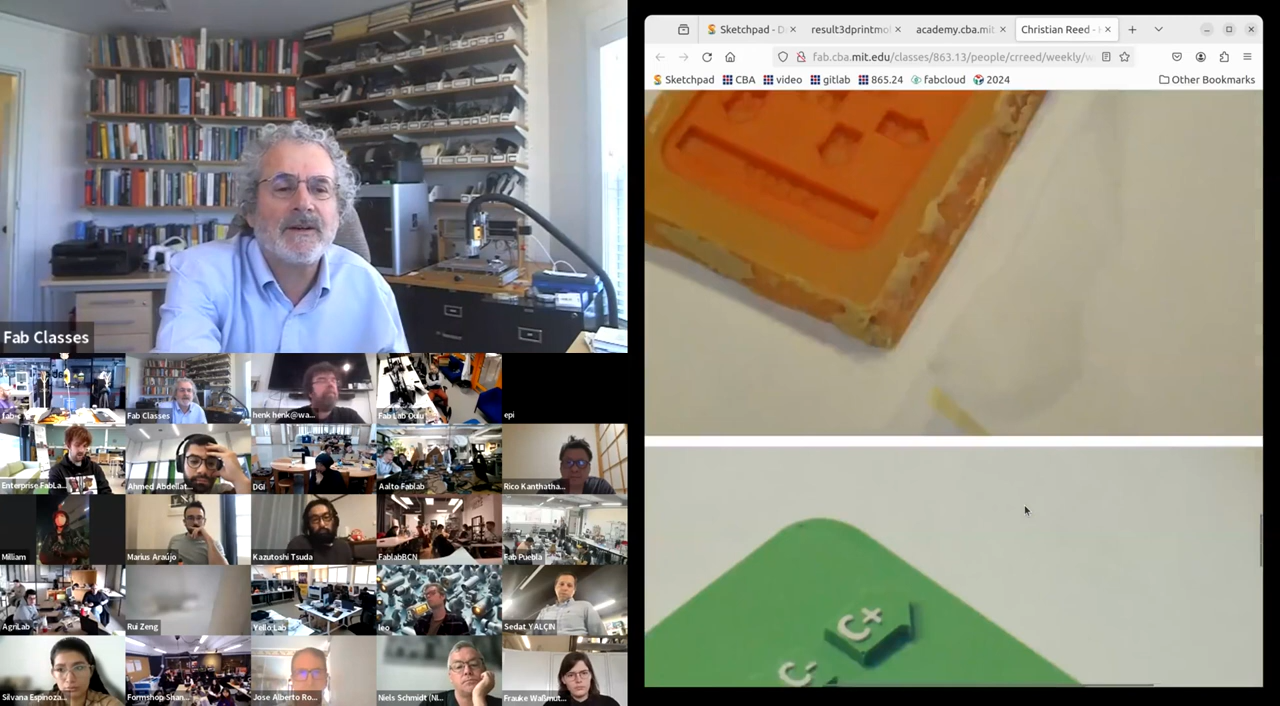 Fab Classes
Fab Classes
henk henk@wa...
Fab Lab Oulu
epi
Enterprise FabLa...
Ahmed Abdellat...
DGI
Aalto Fablab
Rico Kanthatha...
Milliam
Marius Araújo
Kazutoshi Tsuda
FablabBCN
Fab Puebla
AgriLab
Rui Zeng
Yello Lab
leo
Sedat YALÇIN
Silvana Espinoza...
Formshop Shan...
Jose Alberto Ro...
Niels Schmidt (NI...
Frauke Waßmut...
Sketchpad - D
result3dprintmol
academy.cba.mit.
Christian Reed -
fab.cba.mit.edu/classes/863.13/people/crreed/weekly/w
Sketchpad
CBA
video
gitlab
865.24
fabcloud
2024
Other Bookmarks
C+
C-